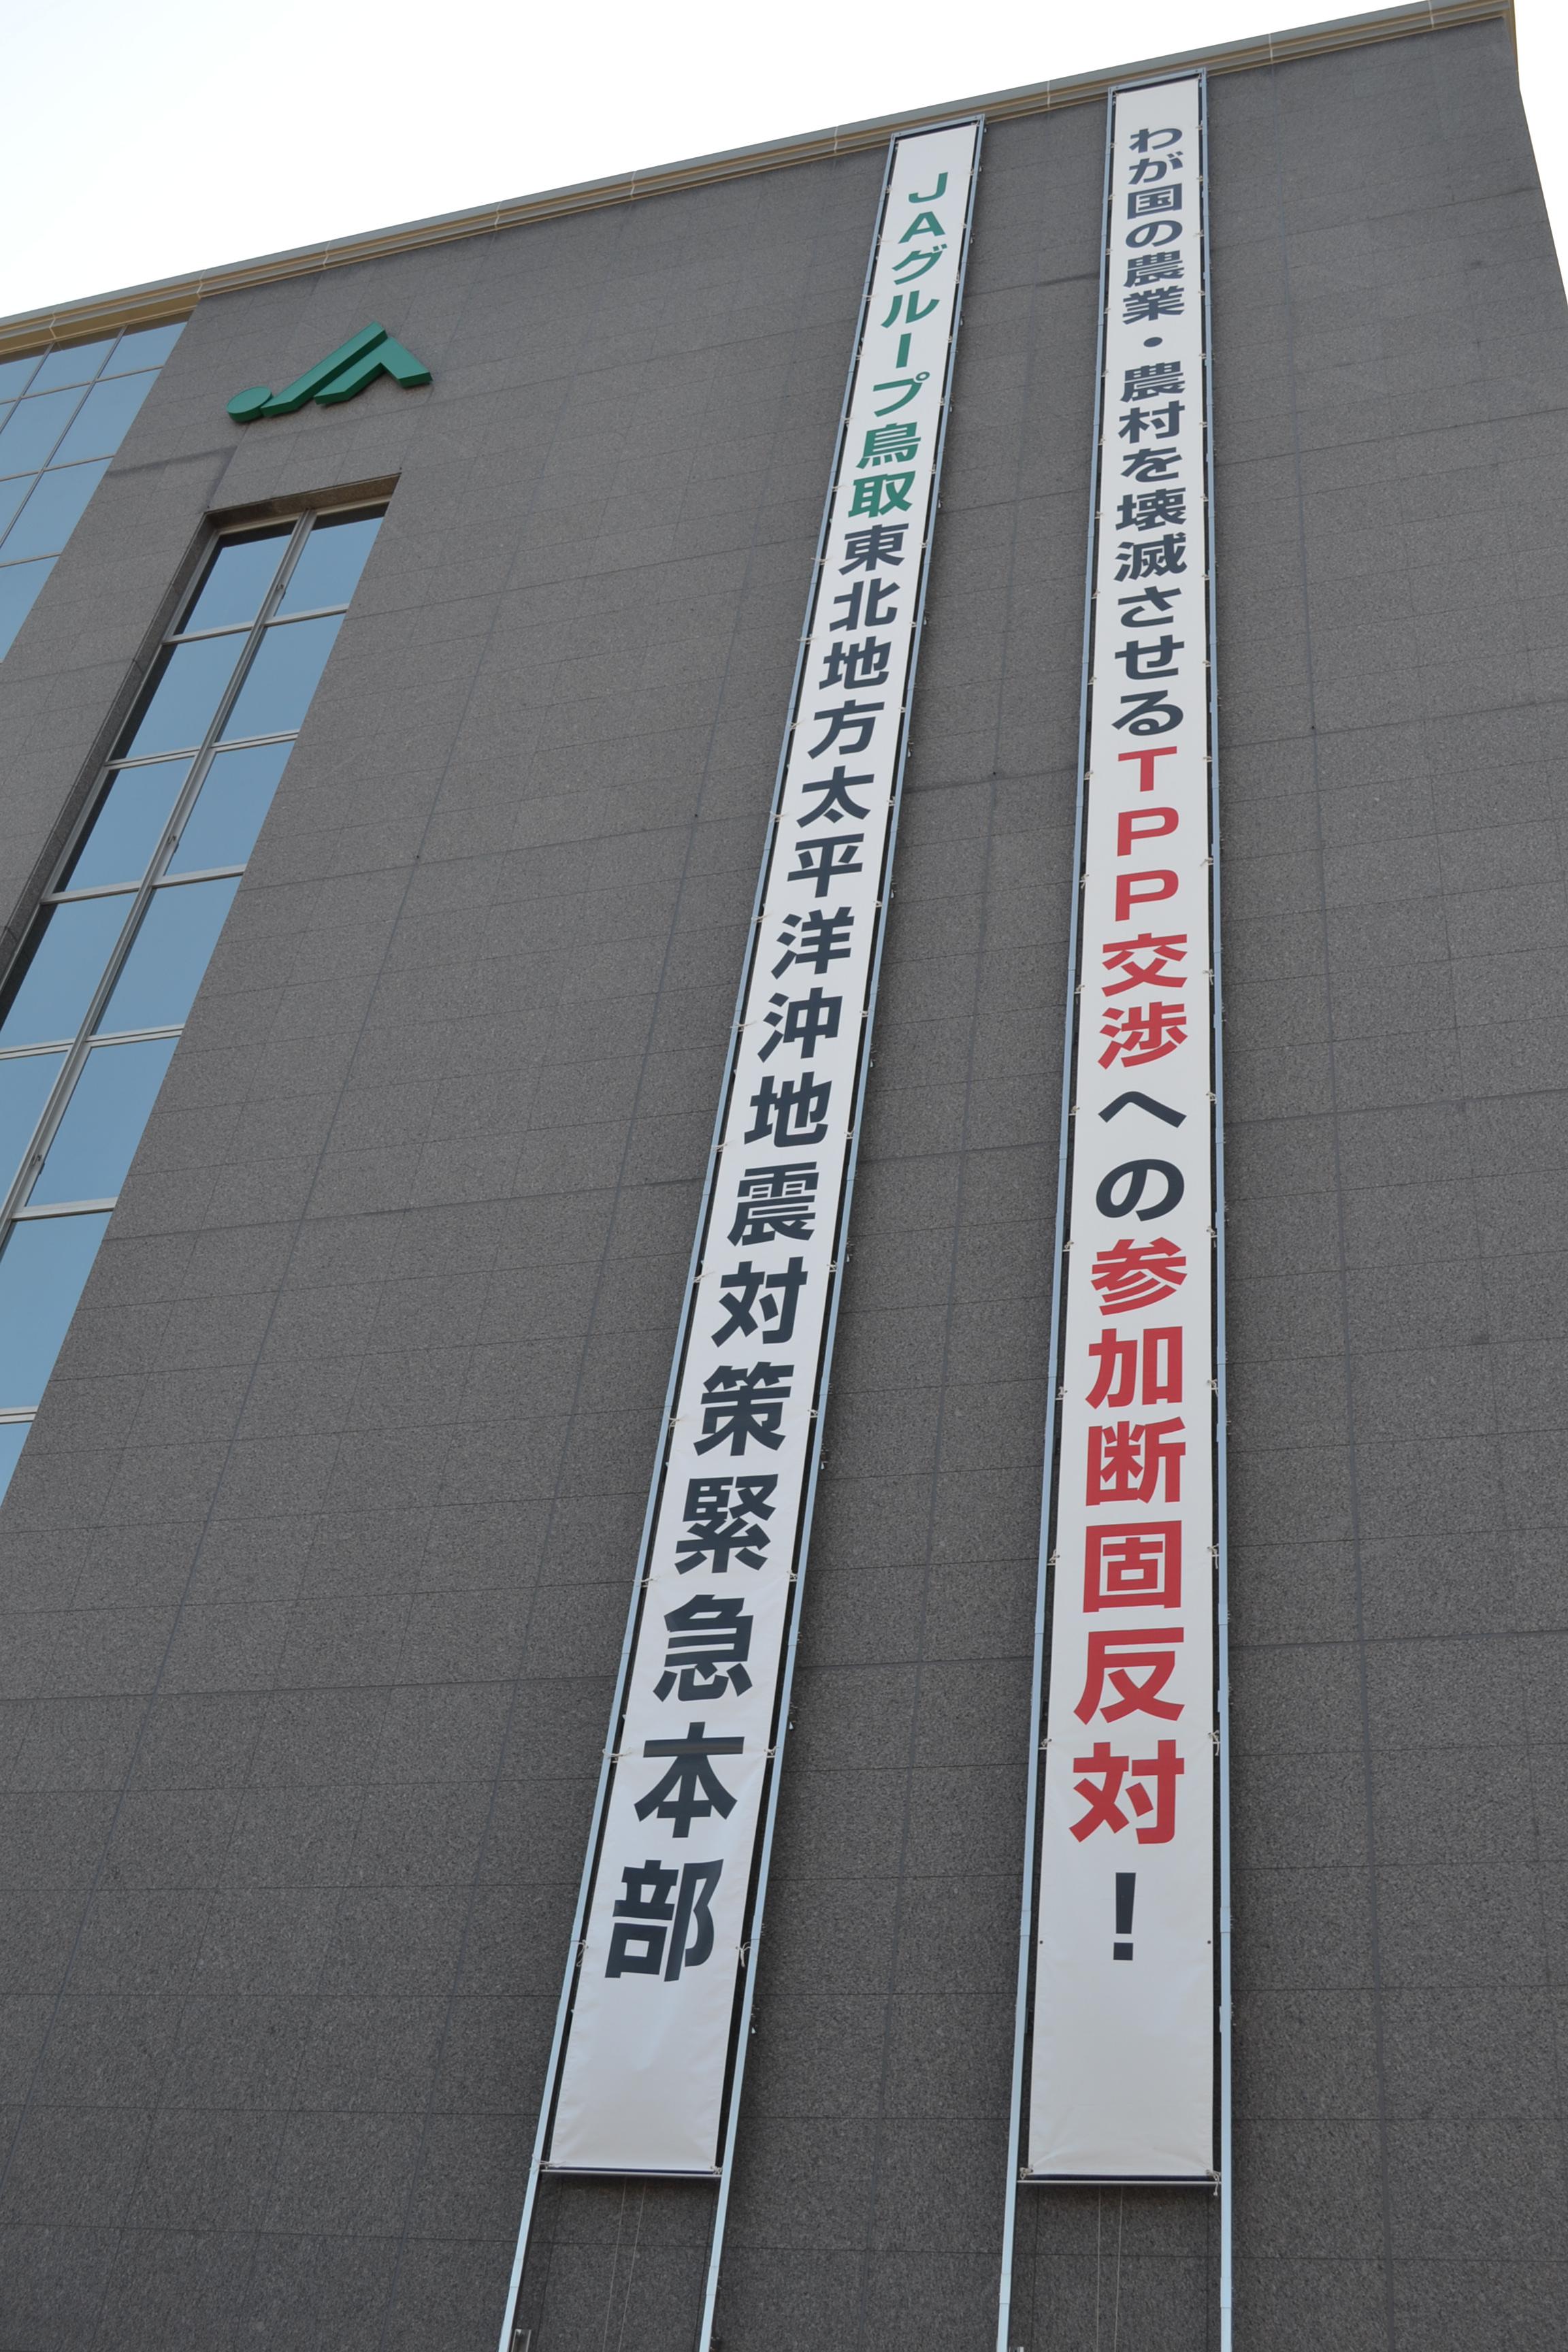 わが国の農業・農村を壊滅させるTPP交渉への参加断固反対!
JAグループ鳥取東北地方太平洋沖地震対策緊急本部
JA